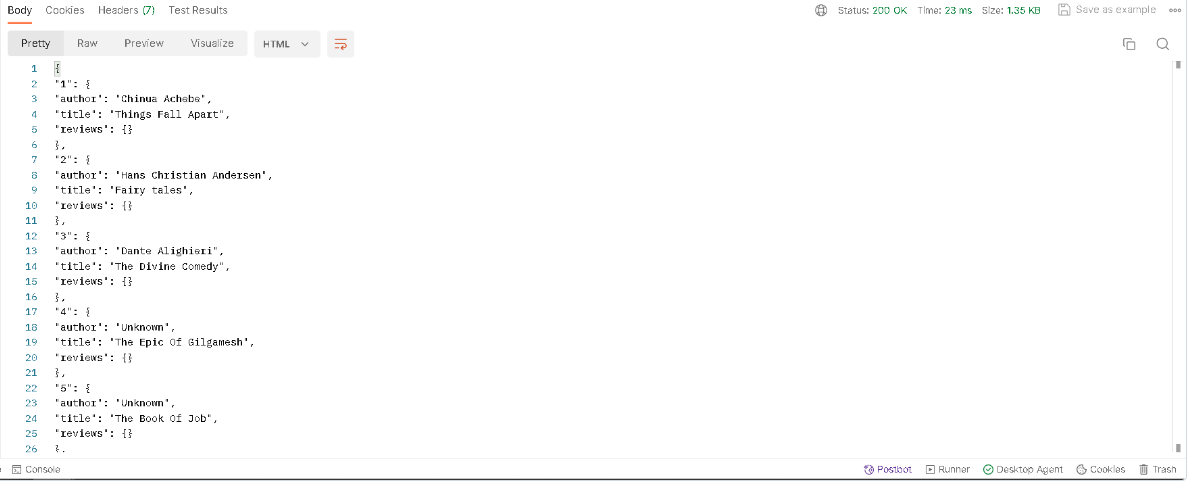 Body Cookies Headers (7) Test Results Status: 200 OK Time: 23 ms Size: 1.35 KB Save as example
Pretty Raw Preview Visualize HTML
1 {
2 "1": {
3 "author": "Chinua Achebe",
4 "title": "Things Fall Apart",
5 "reviews": {}
6 },
7 "2": {
8 "author": "Hans Christian Andersen",
9 "title": "Fairy tales",
10 "reviews": {}
11 },
12 "3": {
13 "author": "Dante Alighieri",
14 "title": "The Divine Comedy",
15 "reviews": {}
16 },
17 "4": {
18 "author": "Unknown",
19 "title": "The Epic Of Gilgamesh",
20 "reviews": {}
21 },
22 "5": {
23 "author": "Unknown",
24 "title": "The Book Of Job",
25 "reviews": {}
26 },
Console Postbot Runner Desktop Agent Cookies Trash